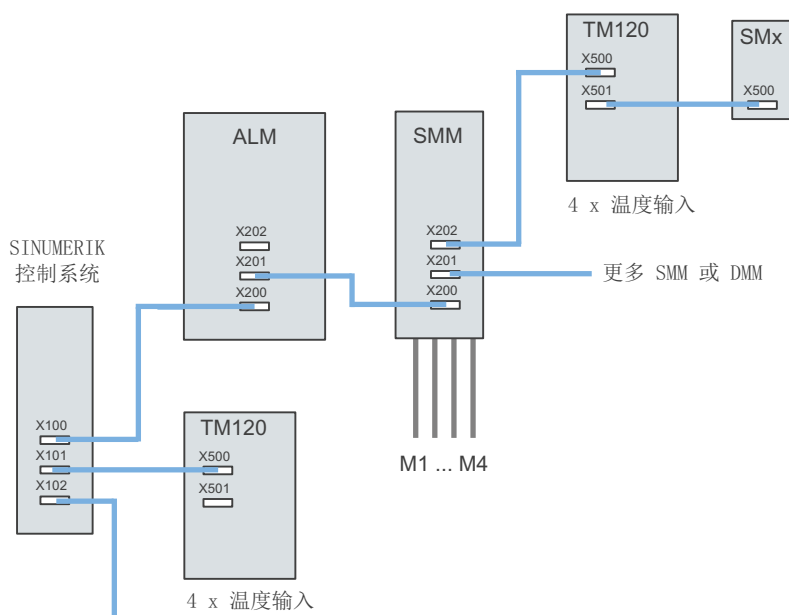 TM120
X500
X501
SMx
X500
4 x 温度输入
ALM
X202
X201
X200
SMM
X202
X201
X200
更多 SMM 或 DMM
M1 ... M4
SINUMERIK
控制系统
X100
X101
X102
TM120
X500
X501
4 x 温度输入